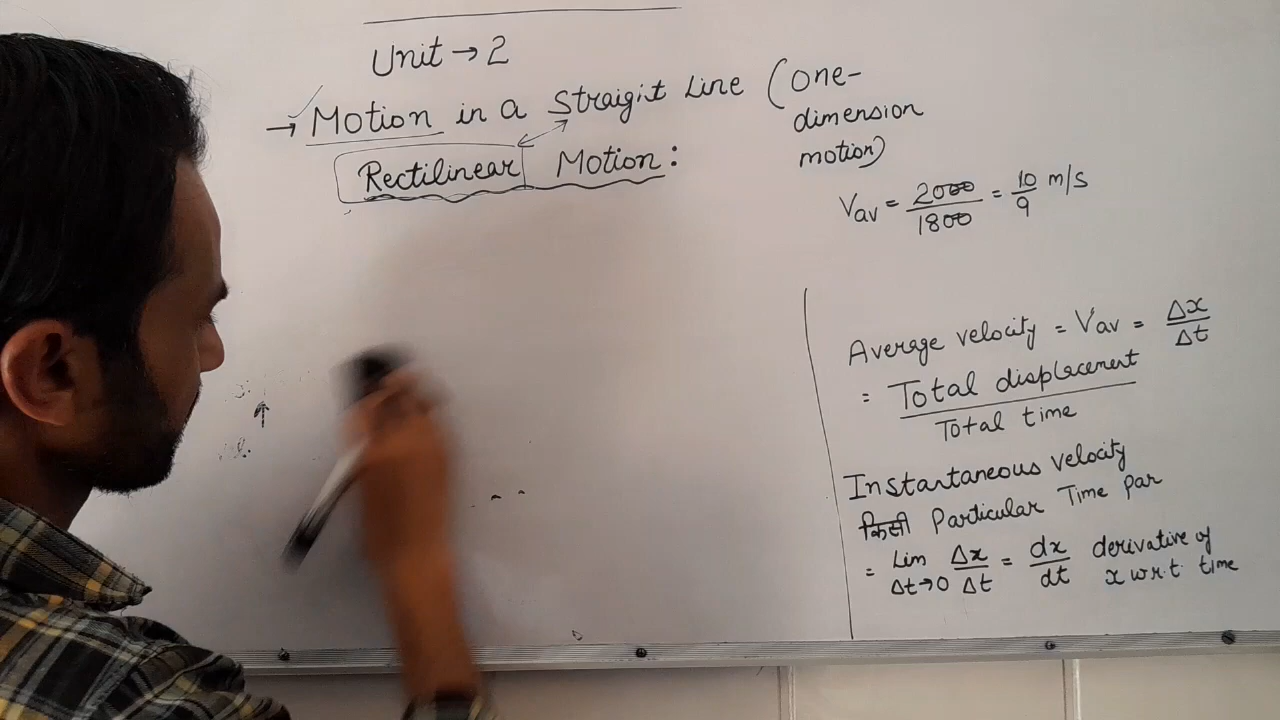 Unit → 2
→ Motion in a Straigit Line (one-
dimension
motion)
Rectilinear Motion:
Vav = 2000/1800 = 10/9 m/s
Average velocity = Vav = Δx/Δt
= Total displacement/Total time
Instantaneous velocity
किसी Particular Time par
= Lim Δt→0 Δx/Δt = dx/dt derivative of
x w.r.t. time